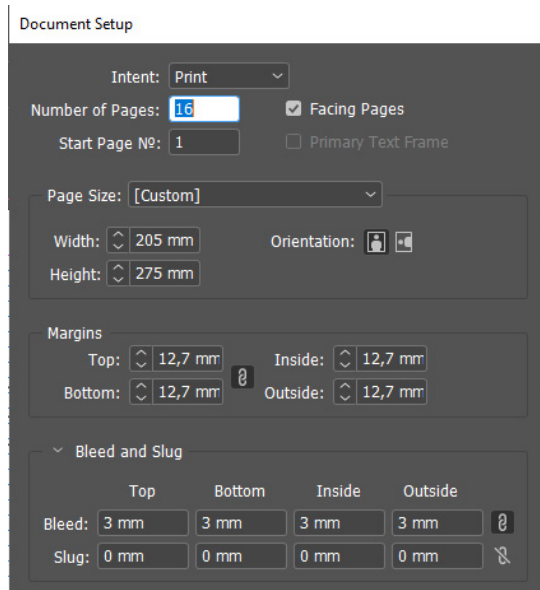 Document Setup
Intent: Print
Number of Pages: 16 Facing Pages
Start Page Nº: 1 Primary Text Frame
Page Size: [Custom]
Width: 205 mm Orientation:
Height: 275 mm
Margins
Top: 12,7 mm Inside: 12,7 mm
Bottom: 12,7 mm Outside: 12,7 mm
Bleed and Slug
Top Bottom Inside Outside
Bleed: 3 mm 3 mm 3 mm 3 mm
Slug: 0 mm 0 mm 0 mm 0 mm